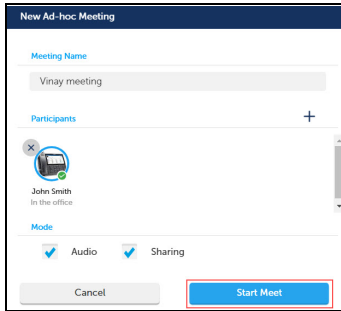 New Ad-hoc Meeting
Meeting Name
Vinay meeting
Participants
John Smith
In the office
Mode
Audio Sharing
Cancel Start Meet